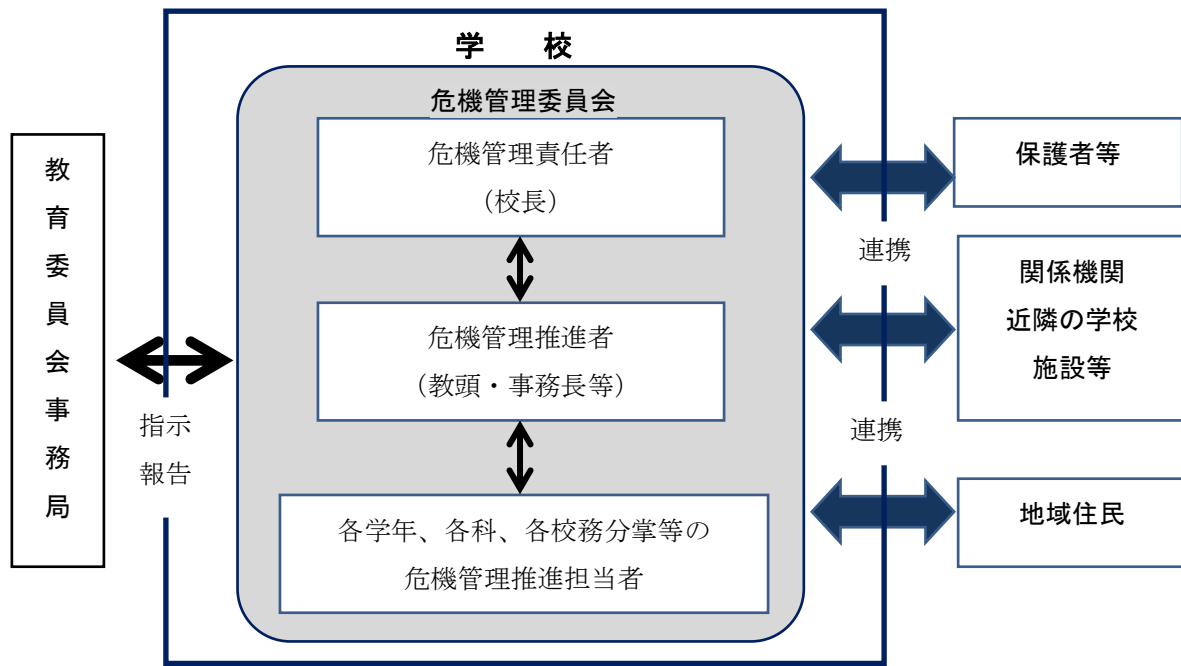 学　校
危機管理委員会
危機管理責任者
（校長）
危機管理推進者
（教頭・事務長等）
各学年、各科、各校務分掌等の
危機管理推進担当者
教育委員会事務局
指示
報告
連携
連携
保護者等
関係機関
近隣の学校
施設等
地域住民